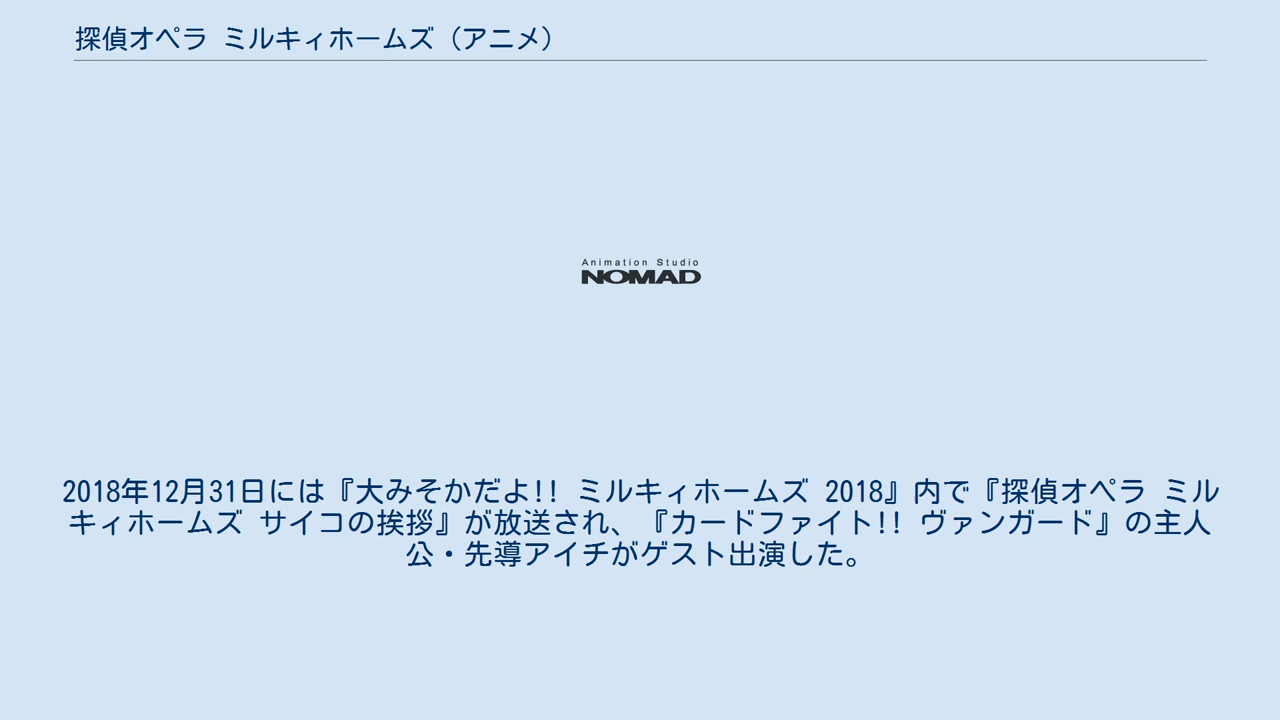 探偵オペラ ミルキィホームズ（アニメ）
Animation Studio
NOMAD
2018年12月31日には『大みそかだよ!! ミルキィホームズ 2018』内で『探偵オペラ ミル
キィホームズ サイコの挨拶』が放送され、『カードファイト!! ヴァンガード』の主人
公・先導アイチがゲスト出演した。